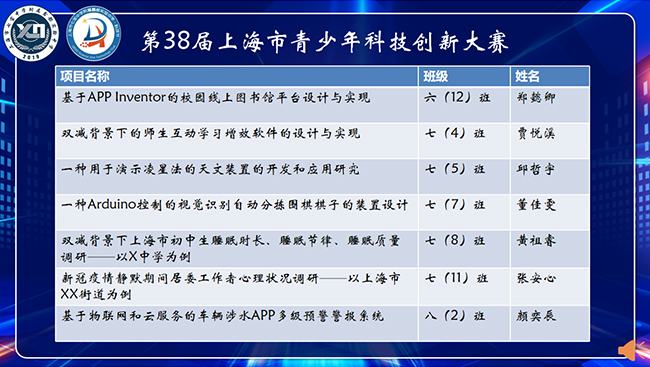 第38届上海市青少年科技创新大赛
项目名称 班级 姓名
基于APP Inventor的校园线上图书馆平台设计与实现 六（12）班 郑懿卿
双减背景下的师生互动学习增效软件的设计与实现 七（4）班 贾悦溪
一种用于演示凌星法的天文装置的开发和应用研究 七（5）班 邱哲宇
一种Arduino控制的视觉识别自动分拣围棋棋子的装置设计 七（7）班 董佳雯
双减背景下上海市初中生睡眠时长、睡眠节律、睡眠质量
调研——以X中学为例 七（8）班 黄祖睿
新冠疫情静默期间居委工作者心理状况调研——以上海市
XX街道为例 七（11）班 张安心
基于物联网和云服务的车辆涉水APP多级预警警报系统 八（2）班 颜奕辰
2019